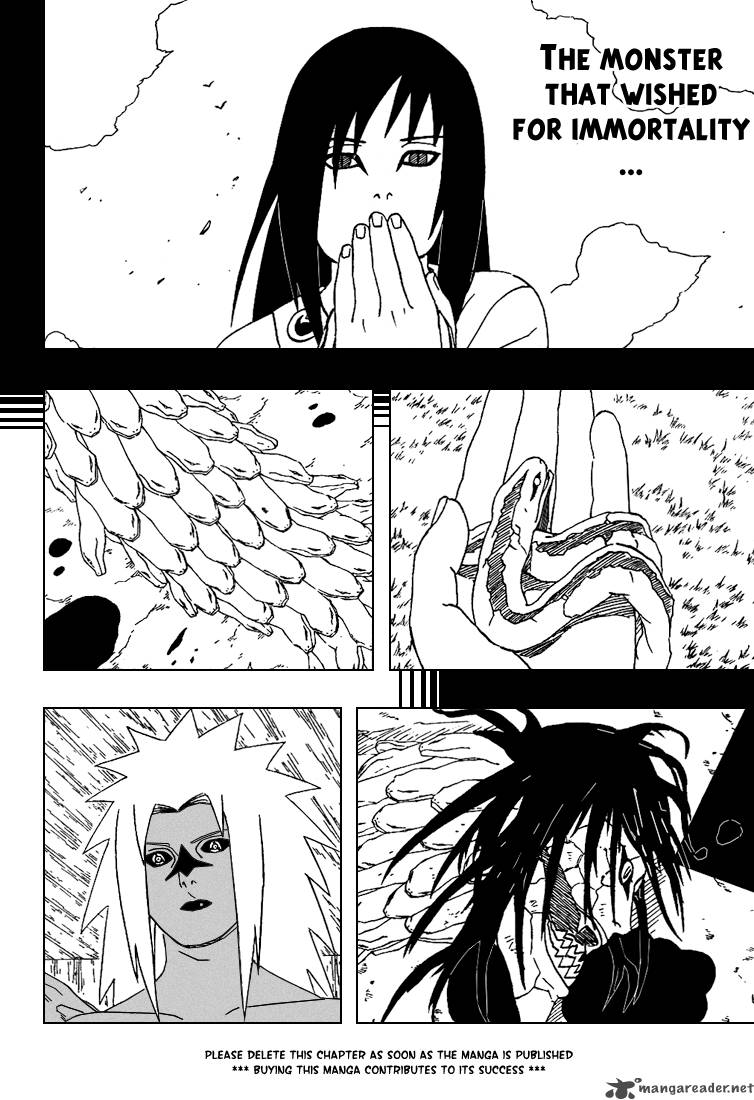 THE MONSTER
THAT WISHED
FOR IMMORTALITY
...
PLEASE DELETE THIS CHAPTER AS SOON AS THE MANGA IS PUBLISHED
*** BUYING THIS MANGA CONTRIBUTES TO ITS SUCCESS ***
mangareader.net